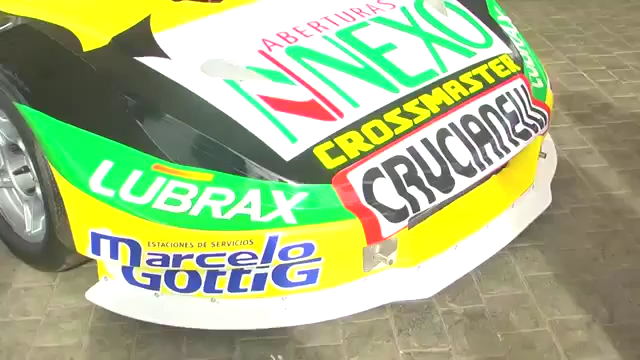 ABERTURAS
NEXO
CROSSMASTER
CRUCIANELLI
LUBRAX
ESTACIONES DE SERVICIOS
Marcelo
GottiG